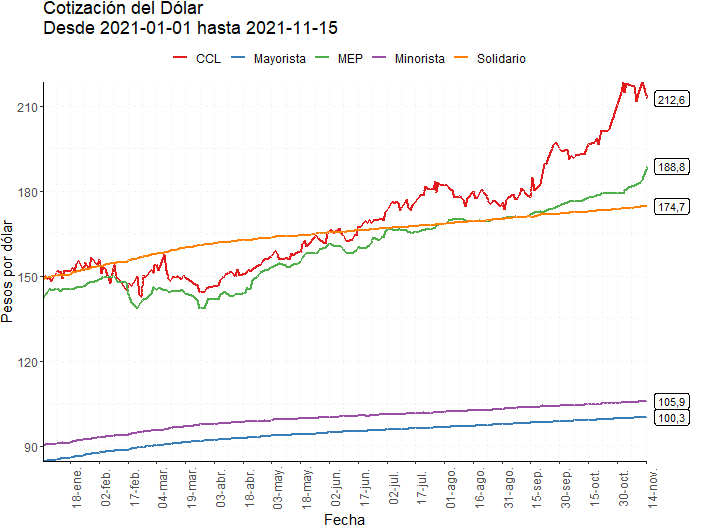 Cotización del Dólar
Desde 2021-01-01 hasta 2021-11-15
CCL Mayorista MEP Minorista Solidario
Pesos por dólar
210
180
150
120
90
212,6
188,8
174,7
105,9
100,3
18-ene.
02-feb.
17-feb.
04-mar.
19-mar.
03-abr.
18-abr.
03-may.
18-may.
02-jun.
17-jun.
02-jul.
17-jul.
01-ago.
16-ago.
31-ago.
15-sep.
30-sep.
15-oct.
30-oct.
14-nov.
Fecha